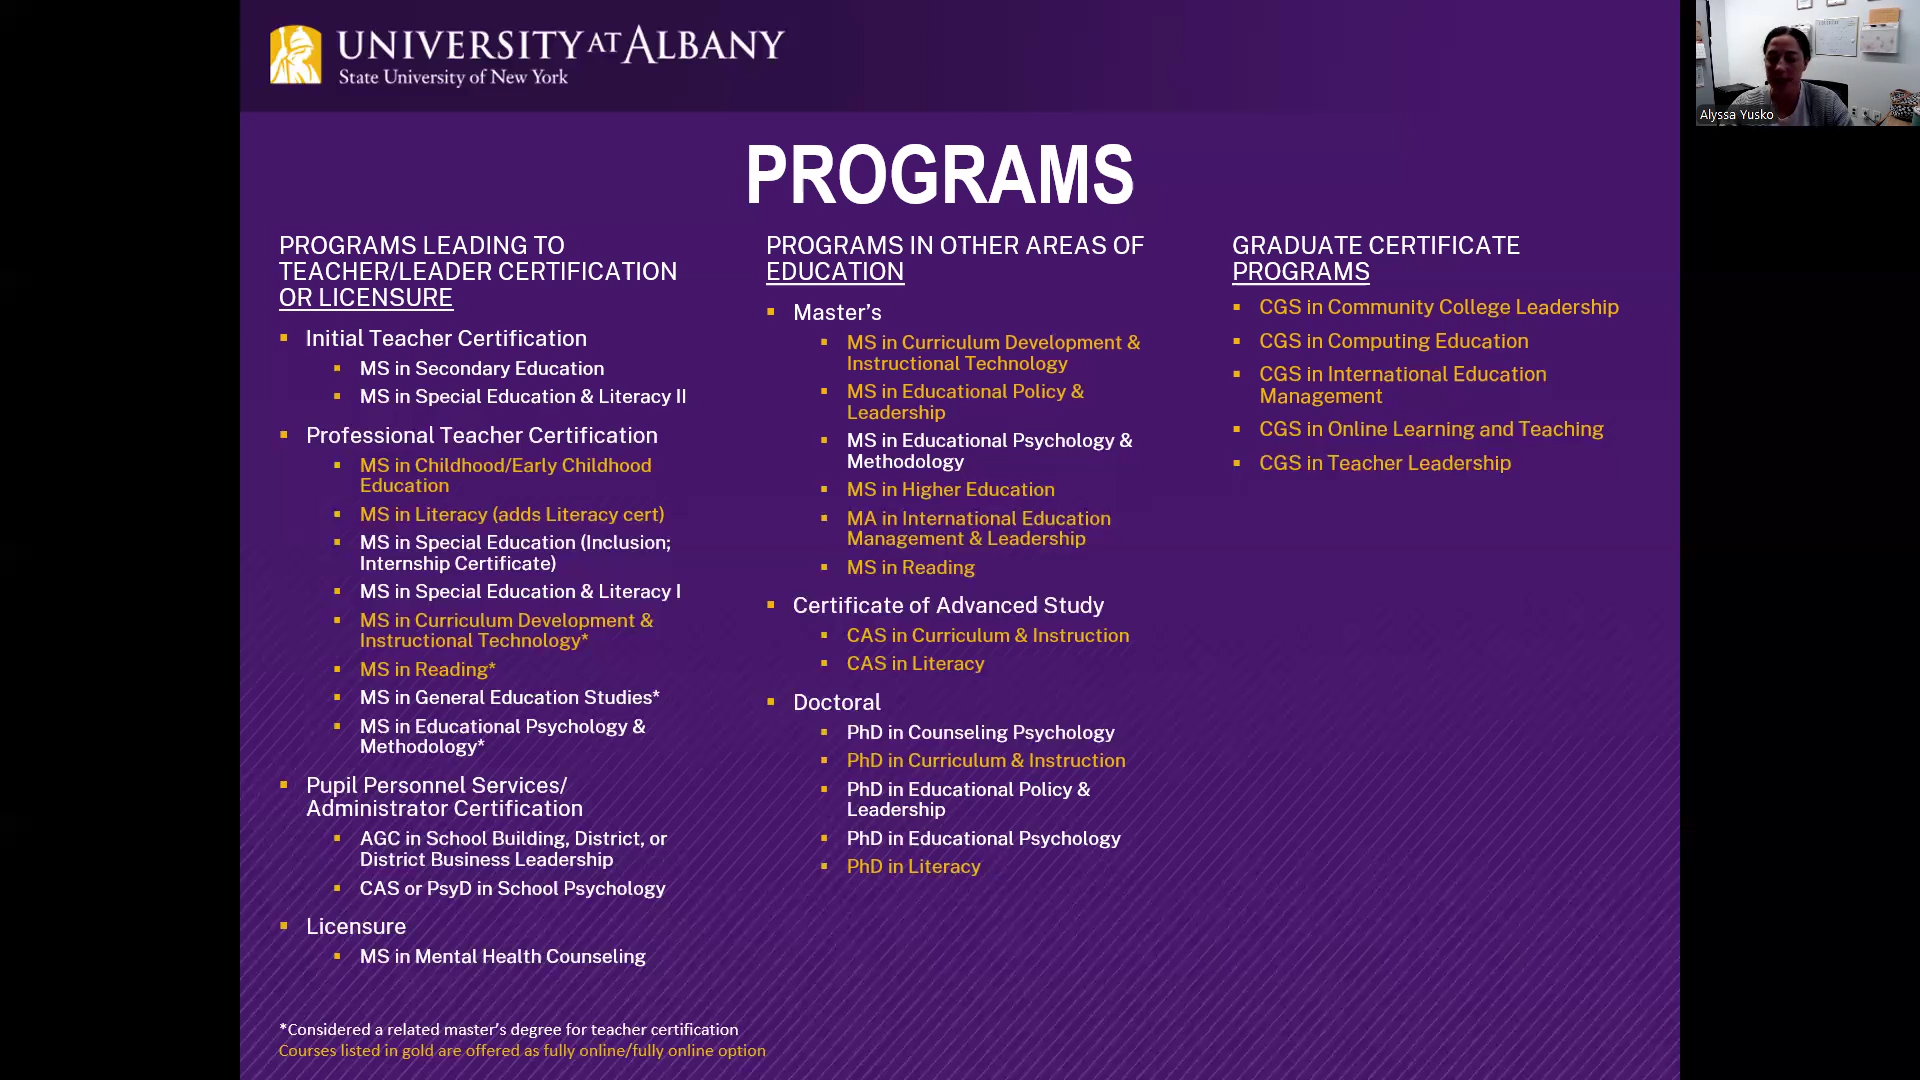 UNIVERSITY AT ALBANY
State University of New York
Alyssa Yusko
PROGRAMS
PROGRAMS LEADING TO
TEACHER/LEADER CERTIFICATION
OR LICENSURE
Initial Teacher Certification
MS in Secondary Education
MS in Special Education & Literacy II
Professional Teacher Certification
MS in Childhood/Early Childhood
Education
MS in Literacy (adds Literacy cert)
MS in Special Education (Inclusion;
Internship Certificate)
MS in Special Education & Literacy I
MS in Curriculum Development &
Instructional Technology*
MS in Reading*
MS in General Education Studies*
MS in Educational Psychology &
Methodology*
Pupil Personnel Services/
Administrator Certification
AGC in School Building, District, or
District Business Leadership
CAS or PsyD in School Psychology
Licensure
MS in Mental Health Counseling
PROGRAMS IN OTHER AREAS OF
EDUCATION
Master's
MS in Curriculum Development &
Instructional Technology
MS in Educational Policy &
Leadership
MS in Educational Psychology &
Methodology
MS in Higher Education
MA in International Education
Management & Leadership
MS in Reading
Certificate of Advanced Study
CAS in Curriculum & Instruction
CAS in Literacy
Doctoral
PhD in Counseling Psychology
PhD in Curriculum & Instruction
PhD in Educational Policy &
Leadership
PhD in Educational Psychology
PhD in Literacy
GRADUATE CERTIFICATE
PROGRAMS
CGS in Community College Leadership
CGS in Computing Education
CGS in International Education
Management
CGS in Online Learning and Teaching
CGS in Teacher Leadership
*Considered a related master's degree for teacher certification
Courses listed in gold are offered as fully online/fully online option